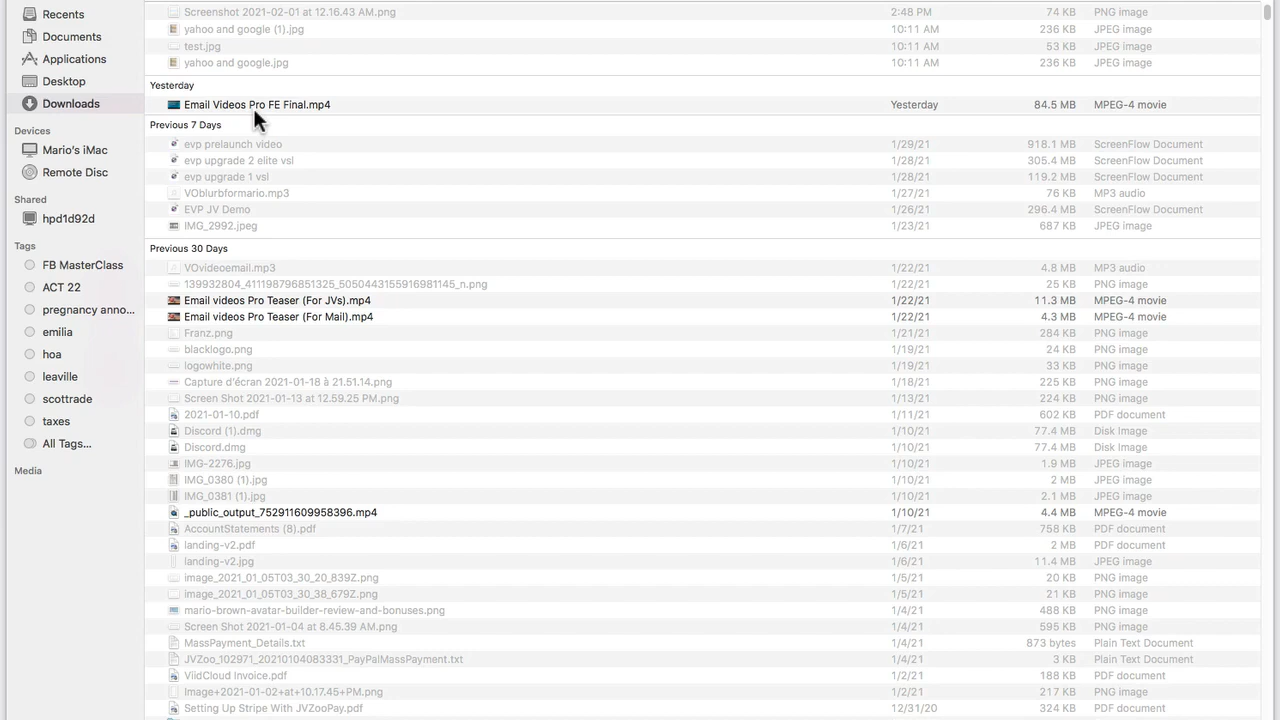 Recents
Documents
Applications
Desktop
Downloads
Devices
Mario's iMac
Remote Disc
Shared
hpd1d92d
Tags
FB MasterClass
ACT 22
pregnancy anno...
emilia
hoa
leaville
scottrade
taxes
All Tags...
Media
Screenshot 2021-02-01 at 12.16.43 AM.png 2:48 PM 74 KB PNG image
yahoo and google (1).jpg 10:11 AM 236 KB JPEG image
test.jpg 10:11 AM 53 KB JPEG image
yahoo and google.jpg 10:11 AM 236 KB JPEG image
Yesterday
Email Videos Pro FE Final.mp4 Yesterday 84.5 MB MPEG-4 movie
Previous 7 Days
evp prelaunch video 1/29/21 918.1 MB ScreenFlow Document
evp upgrade 2 elite vsl 1/28/21 305.4 MB ScreenFlow Document
evp upgrade 1 vsl 1/28/21 119.2 MB ScreenFlow Document
VOblurbformario.mp3 1/27/21 76 KB MP3 audio
EVP JV Demo 1/26/21 296.4 MB ScreenFlow Document
IMG_2992.jpeg 1/23/21 687 KB JPEG image
Previous 30 Days
VOvideoemail.mp3 1/22/21 4.8 MB MP3 audio
139932804_411198796851325_5050443155916981145_n.png 1/22/21 25 KB PNG image
Email videos Pro Teaser (For JVs).mp4 1/22/21 11.3 MB MPEG-4 movie
Email videos Pro Teaser (For Mail).mp4 1/22/21 4.3 MB MPEG-4 movie
Franz.png 1/21/21 284 KB PNG image
blacklogo.png 1/19/21 24 KB PNG image
logowhite.png 1/19/21 33 KB PNG image
Capture d'écran 2021-01-18 à 21.51.14.png 1/18/21 225 KB PNG image
Screen Shot 2021-01-13 at 12.59.25 PM.png 1/13/21 224 KB PNG image
2021-01-10.pdf 1/11/21 602 KB PDF document
Discord (1).dmg 1/10/21 77.4 MB Disk Image
Discord.dmg 1/10/21 77.4 MB Disk Image
IMG-2276.jpg 1/10/21 1.9 MB JPEG image
IMG_0380 (1).jpg 1/10/21 2 MB JPEG image
IMG_0381 (1).jpg 1/10/21 2.1 MB JPEG image
_public_output_752911609958396.mp4 1/10/21 4.4 MB MPEG-4 movie
AccountStatements (8).pdf 1/7/21 758 KB PDF document
landing-v2.pdf 1/6/21 2 MB PDF document
landing-v2.jpg 1/6/21 11.4 MB JPEG image
image_2021_01_05T03_30_20_839Z.png 1/5/21 20 KB PNG image
image_2021_01_05T03_30_38_679Z.png 1/5/21 21 KB PNG image
mario-brown-avatar-builder-review-and-bonuses.png 1/4/21 488 KB PNG image
Screen Shot 2021-01-04 at 8.45.39 AM.png 1/4/21 595 KB PNG image
MassPayment_Details.txt 1/4/21 873 bytes Plain Text Document
JVZoo_102971_20210104083331_PayPalMassPayment.txt 1/4/21 3 KB Plain Text Document
ViidCloud Invoice.pdf 1/2/21 188 KB PDF document
Image+2021-01-02+at+10.17.45+PM.png 1/2/21 217 KB PNG image
Setting Up Stripe With JVZooPay.pdf 12/31/20 324 KB PDF document